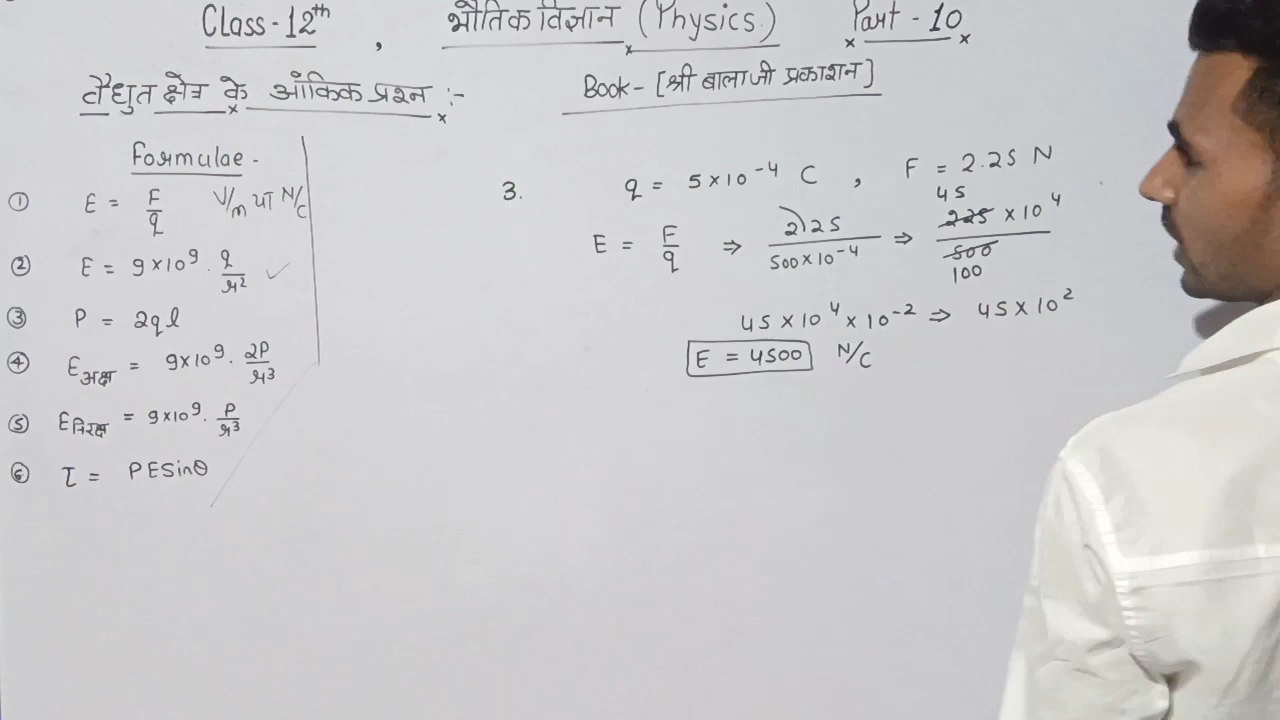 Class-12th , भौतिक विज्ञान (Physics) Part-10
वैधुत क्षेत्र के आंकिक प्रश्न :-
Book- [श्री बालाजी प्रकाशन]
Formulae -
① E = F/q V/m या N/C
② E = 9×10⁹ · q/r² ✓
③ P = 2ql
④ Eअक्ष = 9×10⁹ · 2P/r³
⑤ Eनिरक्ष = 9×10⁹ · P/r³
⑥ τ = PESinθ
3. q = 5×10⁻⁴ C , F = 2.25 N
E = F/q ⇒ 225/500×10⁻⁴ ⇒ 225 45 ×10⁴/500 100
45×10⁴×10⁻² ⇒ 45×10²
E = 4500 N/C